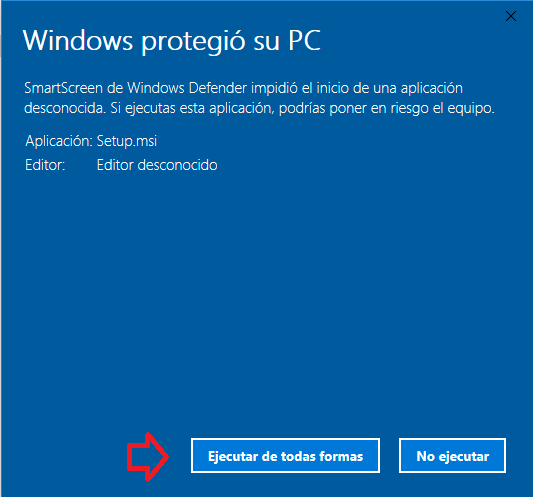 Windows protegió su PC
SmartScreen de Windows Defender impidió el inicio de una aplicación
desconocida. Si ejecutas esta aplicación, podrías poner en riesgo el equipo.
Aplicación: Setup.msi
Editor: Editor desconocido
Ejecutar de todas formas
No ejecutar